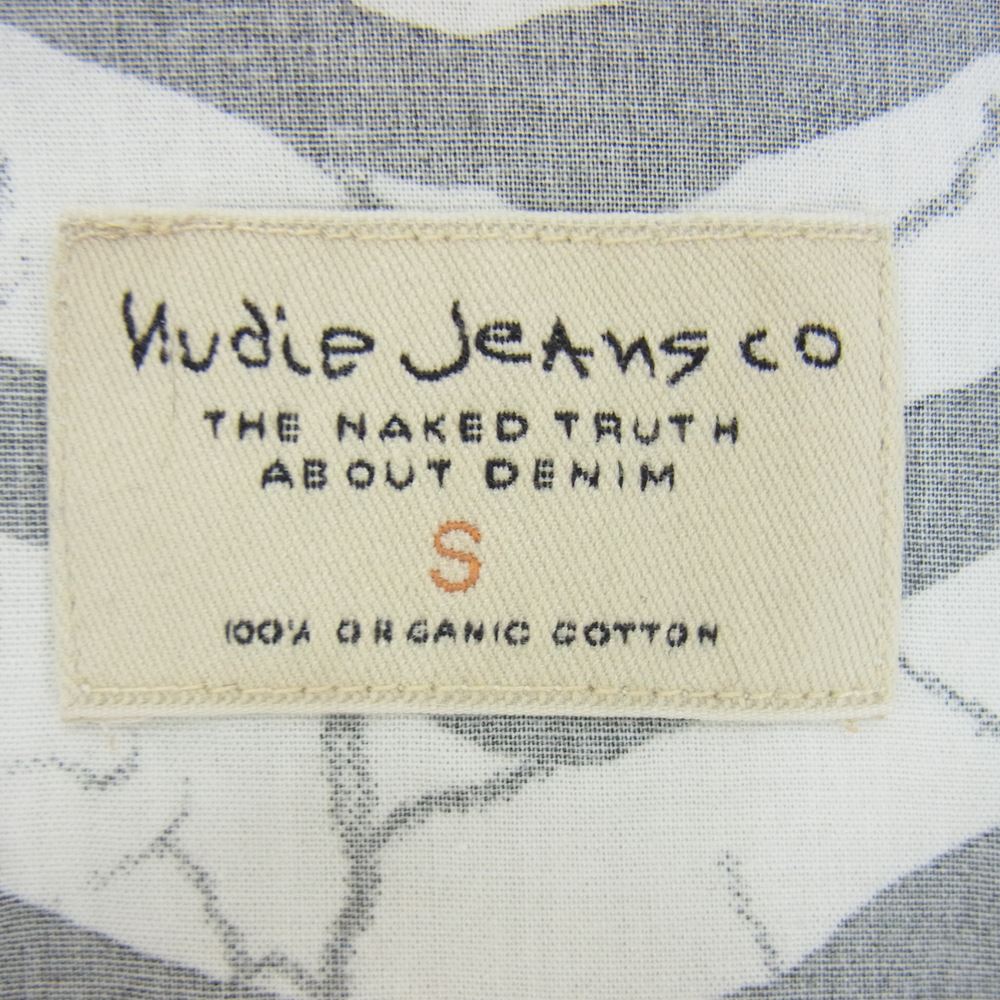 Nudie Jeans co
THE NAKED TRUTH
ABOUT DENIM
S
100% ORGANIC COTTON